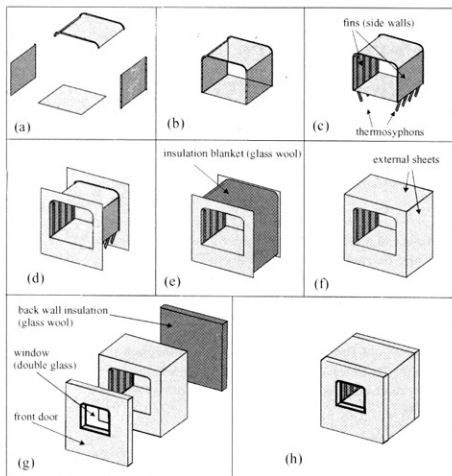 (a)
(b)
fins (side walls)
thermosyphons
(c)
(d)
insulation blanket (glass wool)
(e)
external sheets
(f)
back wall insulation
(glass wool)
window
(double glass)
front door
(g)
(h)